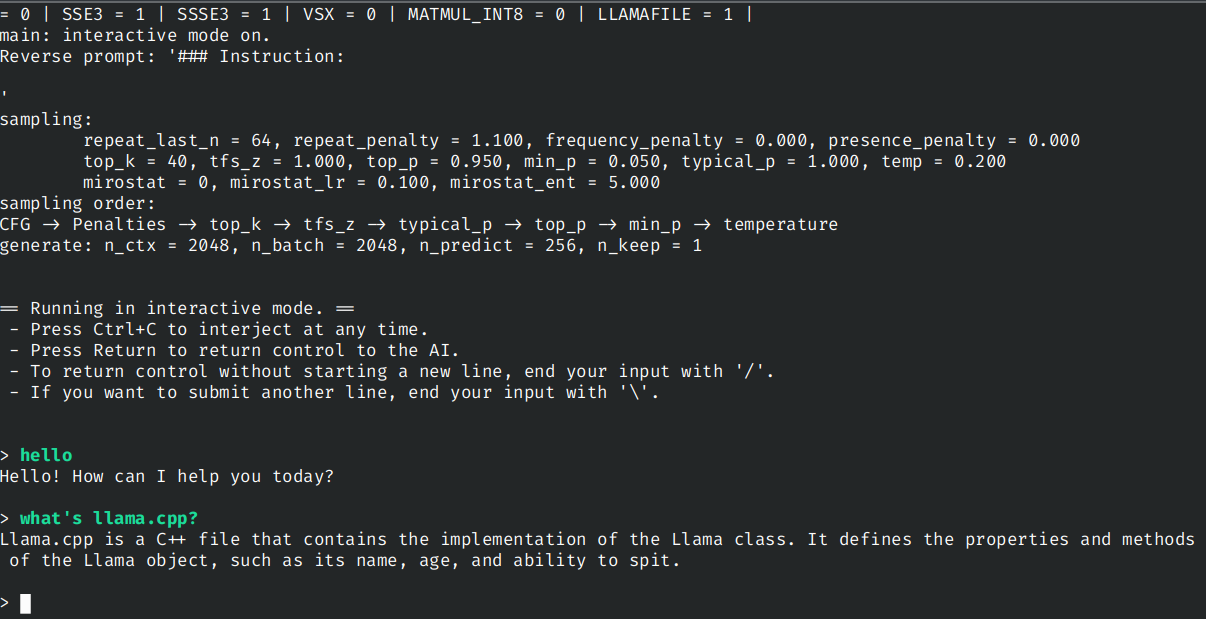 = 0 | SSE3 = 1 | SSSE3 = 1 | VSX = 0 | MATMUL_INT8 = 0 | LLAMAFILE = 1 |
main: interactive mode on.
Reverse prompt: '### Instruction:

'
sampling:
        repeat_last_n = 64, repeat_penalty = 1.100, frequency_penalty = 0.000, presence_penalty = 0.000
        top_k = 40, tfs_z = 1.000, top_p = 0.950, min_p = 0.050, typical_p = 1.000, temp = 0.200
        mirostat = 0, mirostat_lr = 0.100, mirostat_ent = 5.000
sampling order:
CFG -> Penalties -> top_k -> tfs_z -> typical_p -> top_p -> min_p -> temperature
generate: n_ctx = 2048, n_batch = 2048, n_predict = 256, n_keep = 1


== Running in interactive mode. ==
 - Press Ctrl+C to interject at any time.
 - Press Return to return control to the AI.
 - To return control without starting a new line, end your input with '/'.
 - If you want to submit another line, end your input with '\'.


> hello
Hello! How can I help you today?

> what's llama.cpp?
Llama.cpp is a C++ file that contains the implementation of the Llama class. It defines the properties and methods
 of the Llama object, such as its name, age, and ability to spit.

>